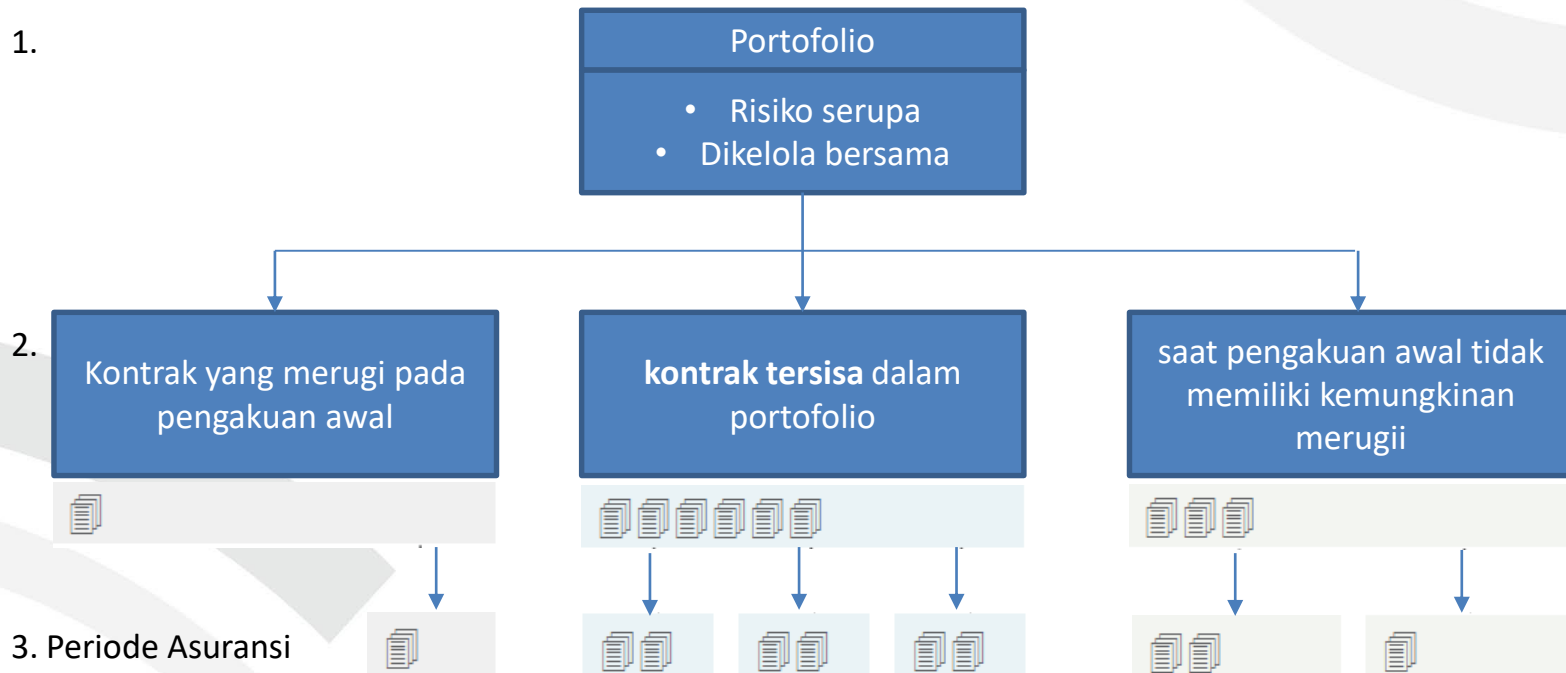 1.
Portofolio
• Risiko serupa
• Dikelola bersama
2.
Kontrak yang merugi pada
pengakuan awal
kontrak tersisa dalam
portofolio
saat pengakuan awal tidak
memiliki kemungkinan
merugii
3. Periode Asuransi